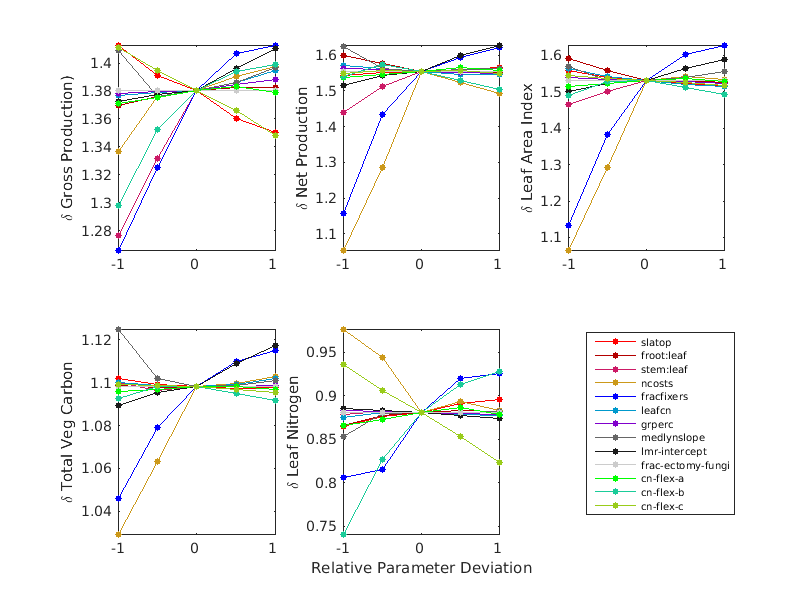 δ Gross Production)
1.4
1.38
1.36
1.34
1.32
1.3
1.28
-1
0
1
δ Net Production
1.6
1.5
1.4
1.3
1.2
1.1
-1
0
1
δ Leaf Area Index
1.6
1.5
1.4
1.3
1.2
1.1
-1
0
1
δ Total Veg Carbon
1.12
1.1
1.08
1.06
1.04
-1
0
1
δ Leaf Nitrogen
0.95
0.9
0.85
0.8
0.75
-1
0
1
Relative Parameter Deviation
slatop
froot:leaf
stem:leaf
ncosts
fracfixers
leafcn
grperc
medlynslope
lmr-intercept
frac-ectomy-fungi
cn-flex-a
cn-flex-b
cn-flex-c